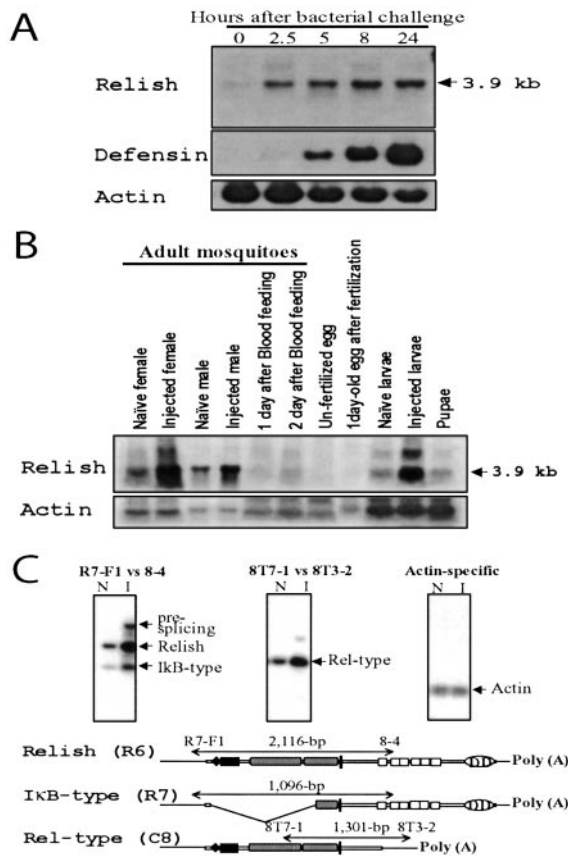 A
Hours after bacterial challenge
0 2.5 5 8 24
Relish
3.9 kb
Defensin
Actin
B
Adult mosquitoes
Naïve female
Injected female
Naïve male
Injected male
1 day after Blood feeding
2 day after Blood feeding
Un-fertilized egg
1day-old egg after fertilization
Naïve larvae
Injected larvae
Pupae
Relish
3.9 kb
Actin
C
R7-F1 vs 8-4
N I
pre-
splicing
Relish
IkB-type
8T7-1 vs 8T3-2
N I
Rel-type
Actin-specific
N I
Actin
R7-F1 2,116-bp 8-4
Relish (R6) Poly (A)
1,096-bp
IκB-type (R7) Poly (A)
8T7-1 1,301-bp 8T3-2
Rel-type (C8) Poly (A)